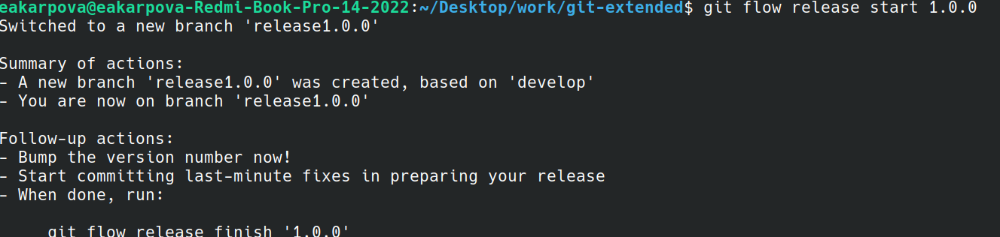 eakarpova@eakarpova-Redmi-Book-Pro-14-2022:~/Desktop/work/git-extended$ git flow release start 1.0.0
Switched to a new branch 'release1.0.0'
Summary of actions:
- A new branch 'release1.0.0' was created, based on 'develop'
- You are now on branch 'release1.0.0'
Follow-up actions:
- Bump the version number now!
- Start committing last-minute fixes in preparing your release
- When done, run:
git flow release finish '1.0.0'